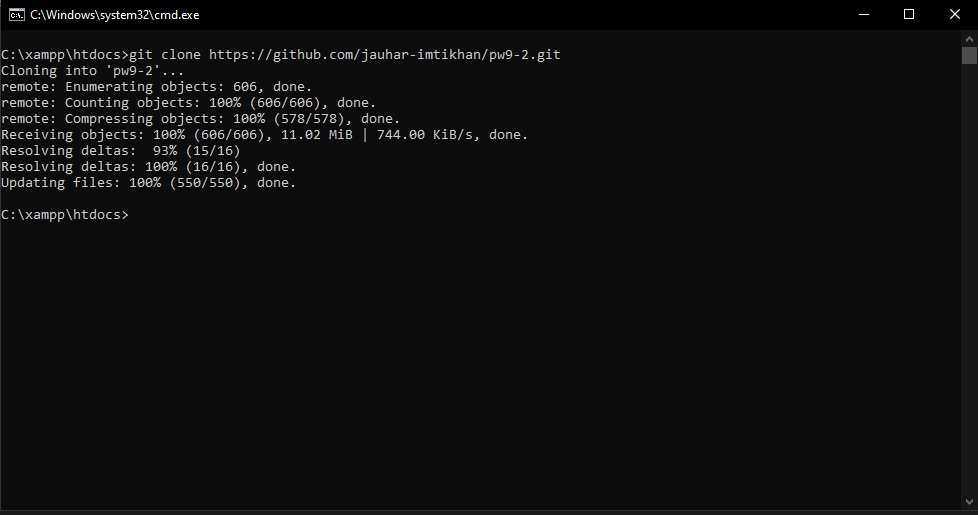 C:\Windows\system32\cmd.exe
C:\xampp\htdocs>git clone https://github.com/jauhar-imtikhan/pw9-2.git
Cloning into 'pw9-2'...
remote: Enumerating objects: 606, done.
remote: Counting objects: 100% (606/606), done.
remote: Compressing objects: 100% (578/578), done.
Receiving objects: 100% (606/606), 11.02 MiB | 744.00 KiB/s, done.
Resolving deltas:  93% (15/16)
Resolving deltas: 100% (16/16), done.
Updating files: 100% (550/550), done.
C:\xampp\htdocs>